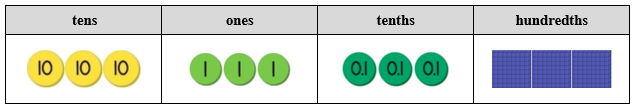 tens ones tenths hundredths
10 10 10 1 1 1 0.1 0.1 0.1